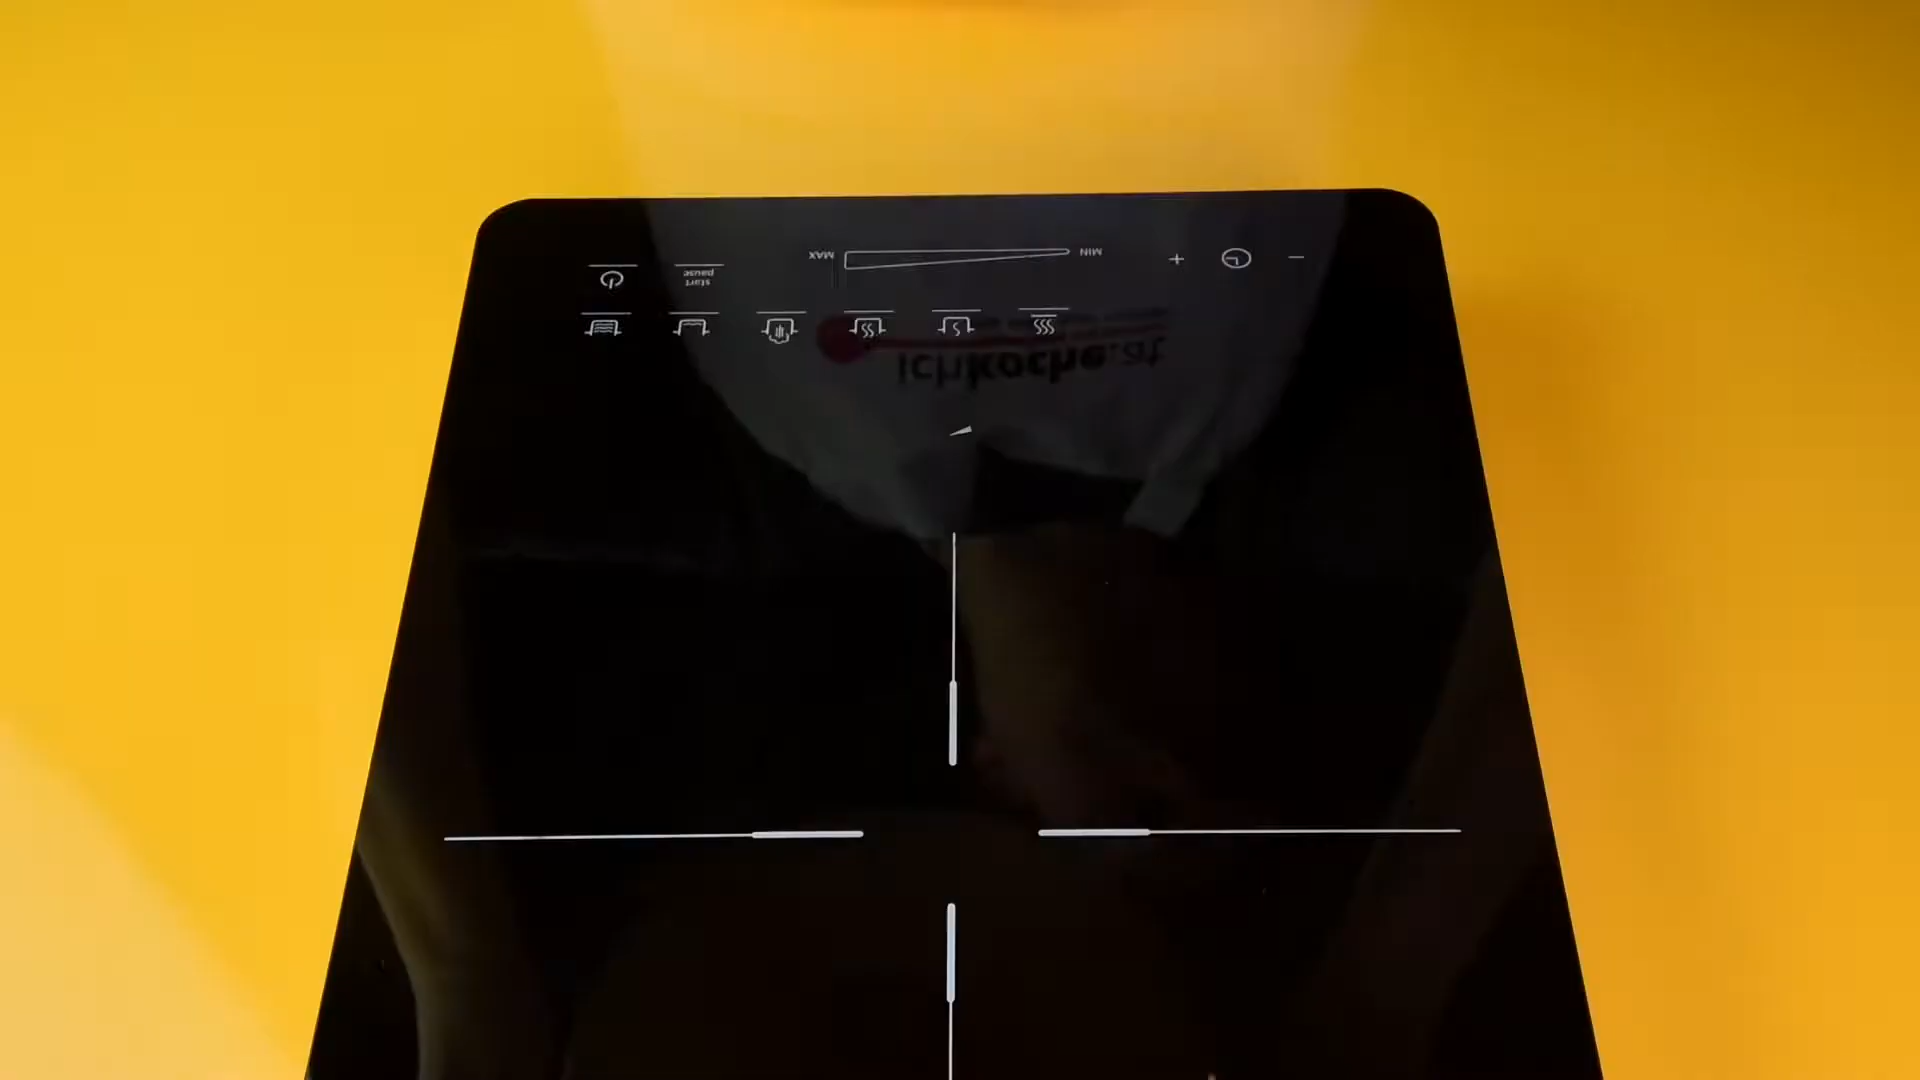 MAX
MIN
+
-
start
pause
ichkoche.at